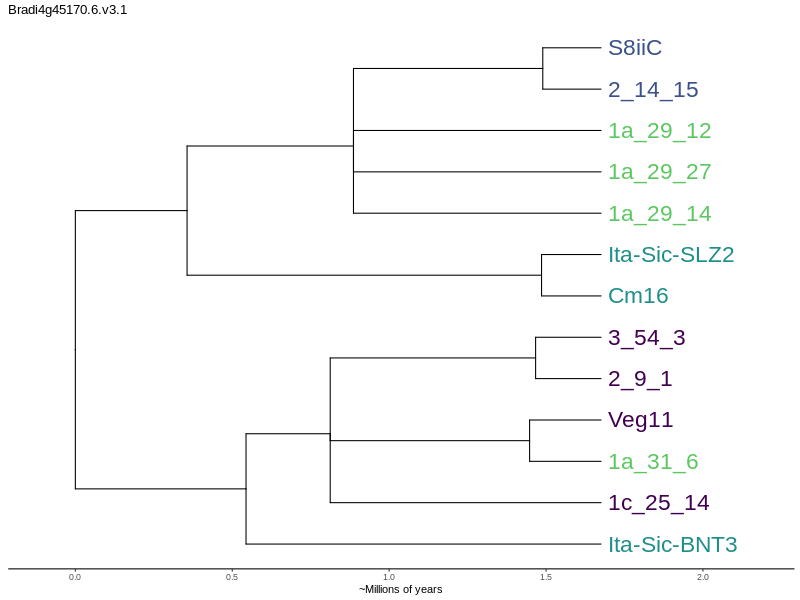 Bradi4g45170.6.v3.1
S8iiC
2_14_15
1a_29_12
1a_29_27
1a_29_14
Ita-Sic-SLZ2
Cm16
3_54_3
2_9_1
Veg11
1a_31_6
1c_25_14
Ita-Sic-BNT3
0.0 0.5 1.0 1.5 2.0
~Millions of years